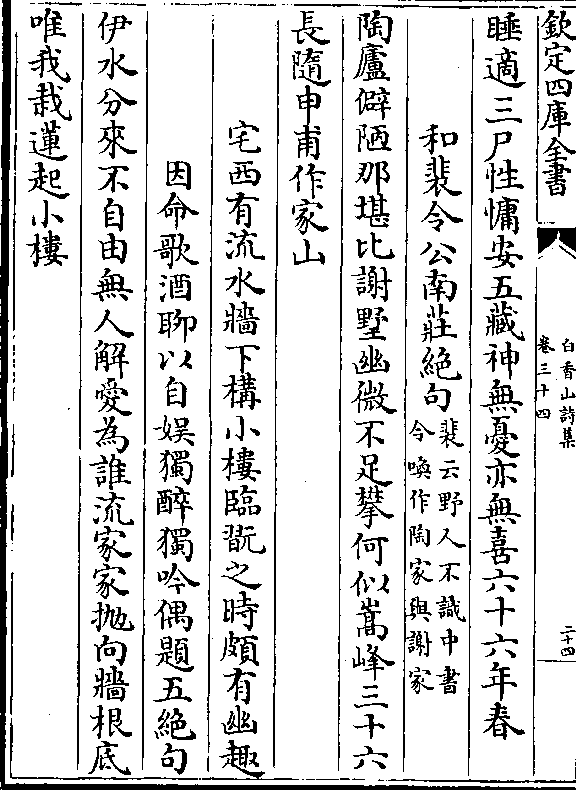 欽定四庫全書
白香山詩集
卷三十四
二十四
睡適三尸性慵安五藏神無憂亦無喜六十六年春
和裴令公南莊絶句
裴云野人不識中書
令喚作陶家與謝家
陶廬僻陋那堪比謝墅幽微不足攀何似嵩峰三十六
長隨申甫作家山
宅西有流水牆下構小樓臨翫之時頗有幽趣
因命歌酒聊以自娛獨醉獨吟偶題五絶句
伊水分來不自由無人解愛為誰流家家抛向牆根底
唯我栽蓮起小樓